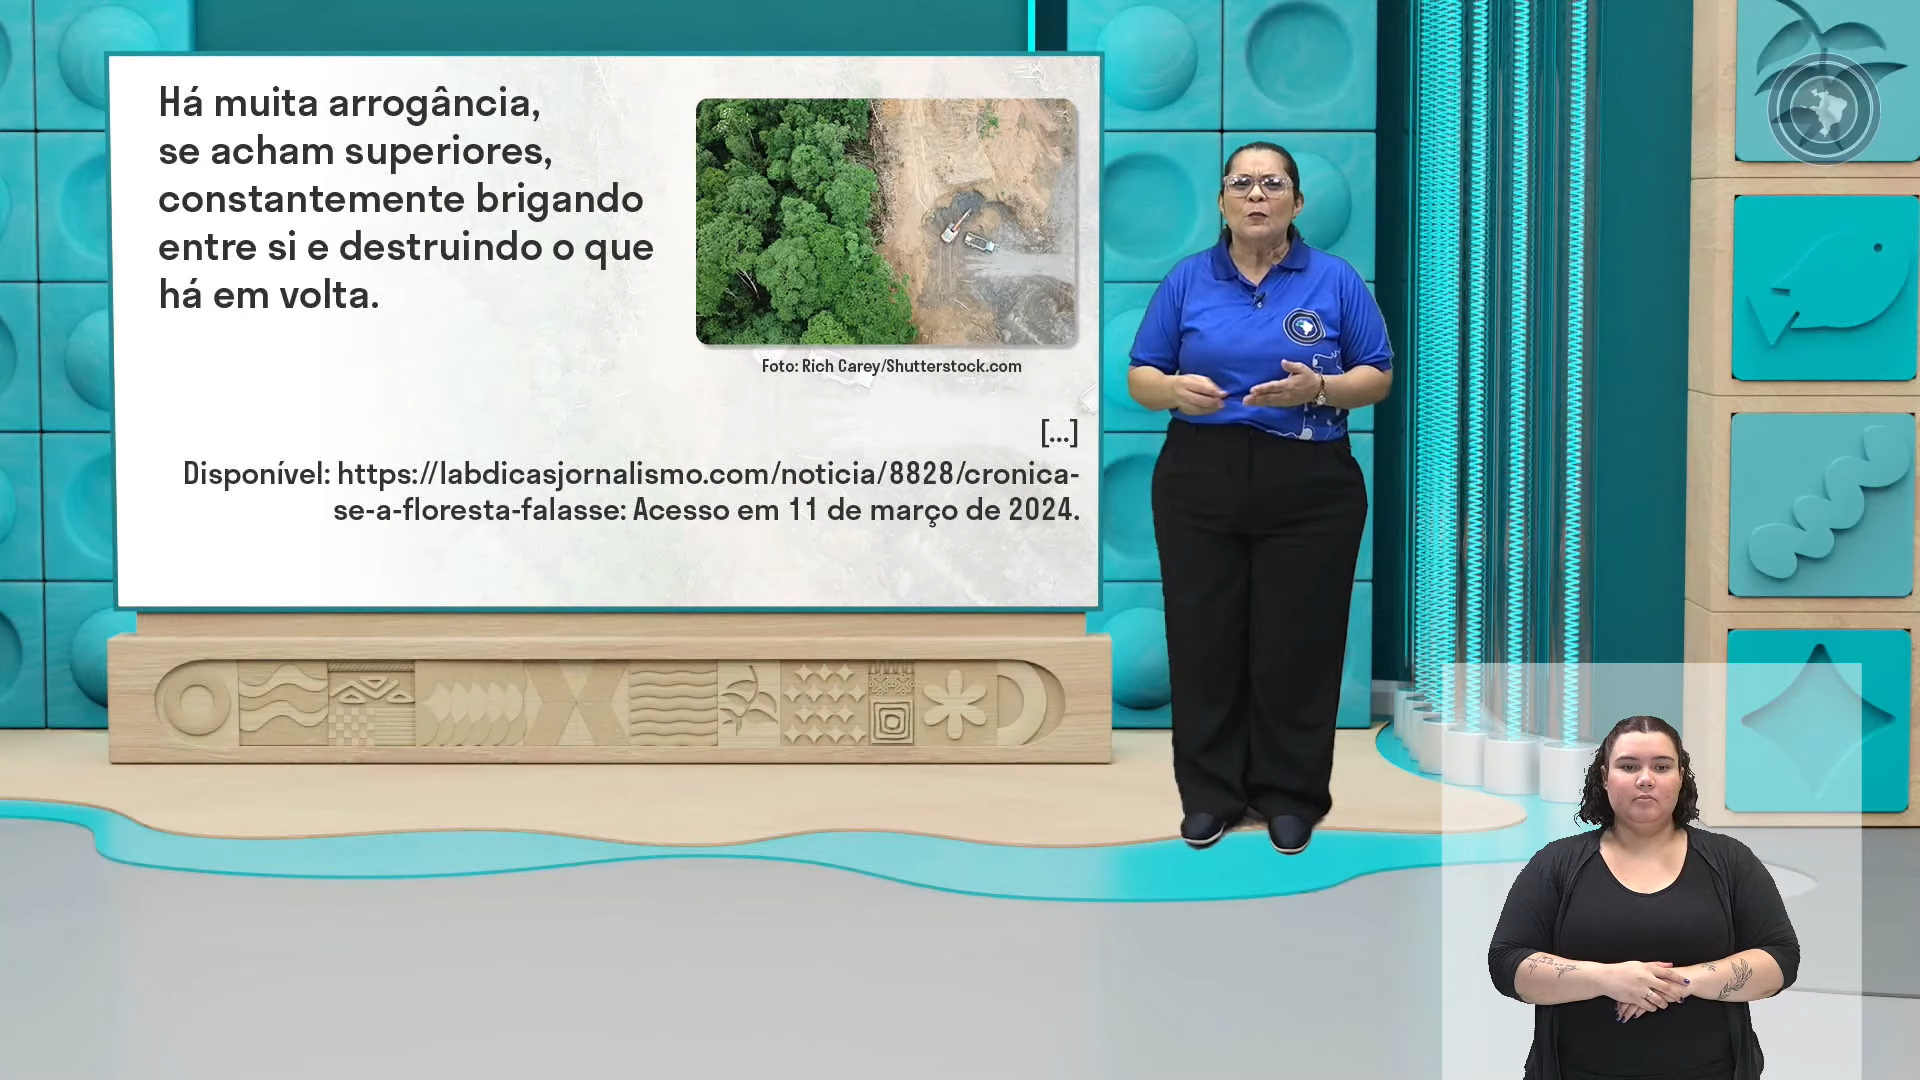 Há muita arrogância,
se acham superiores,
constantemente brigando
entre si e destruindo o que
há em volta.
Foto: Rich Carey/Shutterstock.com
[...]
Disponível: https://labdicasjornalismo.com/noticia/8828/cronica-
se-a-floresta-falasse: Acesso em 11 de março de 2024.